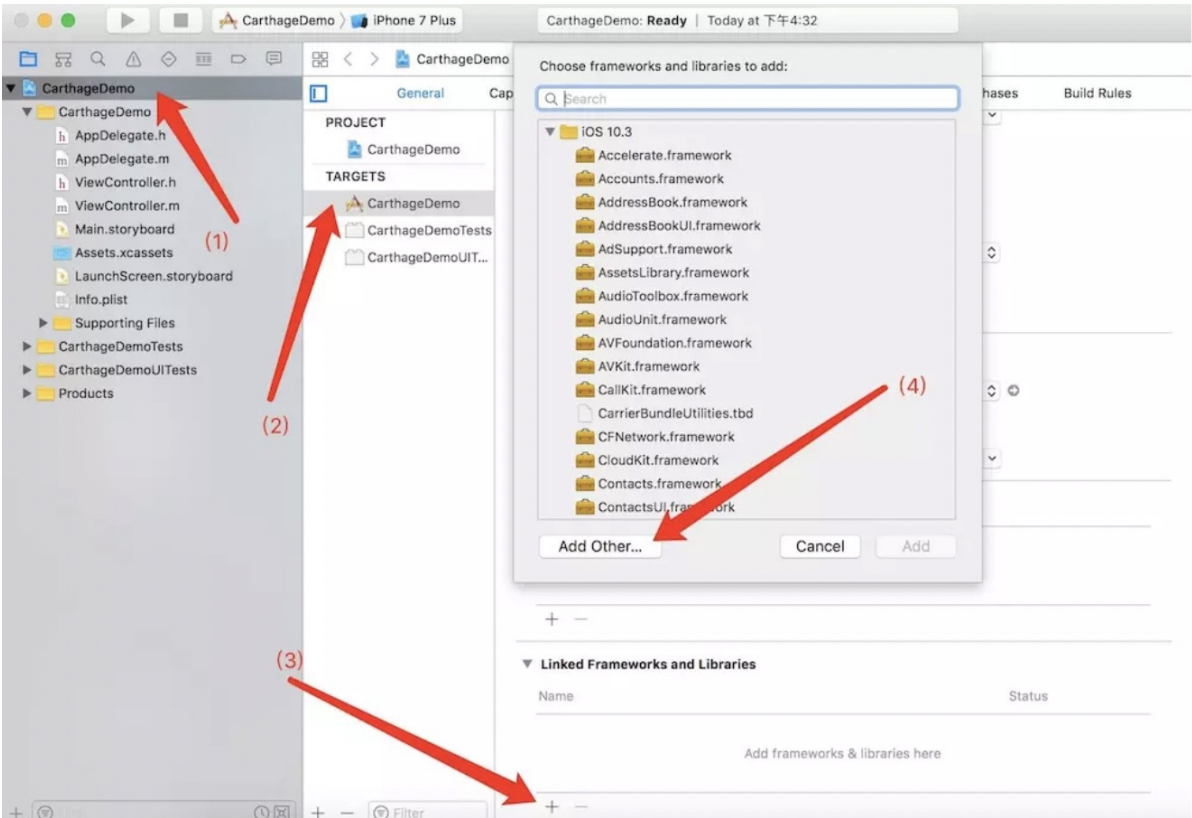 CarthageDemo
iPhone 7 Plus
CarthageDemo: Ready | Today at 下午4:32
CarthageDemo
CarthageDemo
AppDelegate.h
AppDelegate.m
ViewController.h
ViewController.m
Main.storyboard
Assets.xcassets
LaunchScreen.storyboard
Info.plist
Supporting Files
CarthageDemoTests
CarthageDemoUITests
Products
(1)
(2)
(3)
(4)
CarthageDemo
General
Cap
hases
Build Rules
PROJECT
CarthageDemo
TARGETS
CarthageDemo
CarthageDemoTests
CarthageDemoUIT...
Filter
Choose frameworks and libraries to add:
Search
iOS 10.3
Accelerate.framework
Accounts.framework
AddressBook.framework
AddressBookUI.framework
AdSupport.framework
AssetsLibrary.framework
AudioToolbox.framework
AudioUnit.framework
AVFoundation.framework
AVKit.framework
CallKit.framework
CarrierBundleUtilities.tbd
CFNetwork.framework
CloudKit.framework
Contacts.framework
ContactsUI.framework
Add Other...
Cancel
Add
Linked Frameworks and Libraries
Name
Status
Add frameworks & libraries here